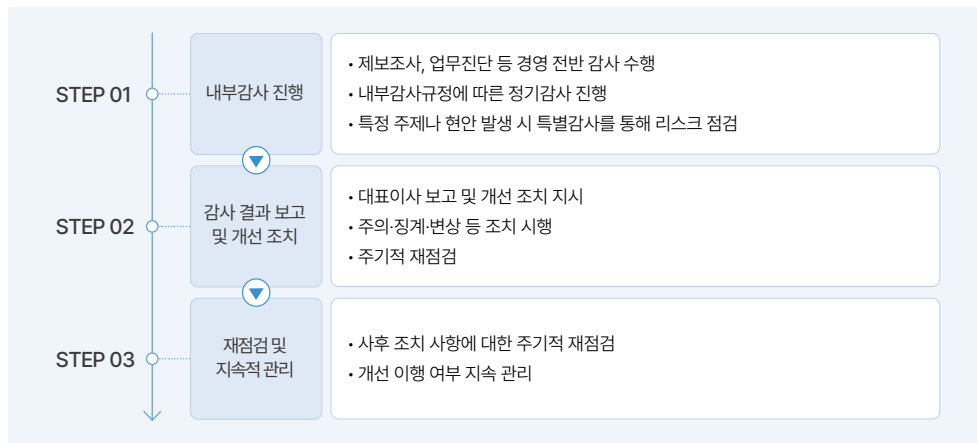 STEP 01
내부감사 진행
• 제보조사, 업무진단 등 경영 전반 감사 수행
• 내부감사규정에 따른 정기감사 진행
• 특정 주제나 현안 발생 시 특별감사를 통해 리스크 점검
STEP 02
감사 결과 보고
및 개선 조치
• 대표이사 보고 및 개선 조치 지시
• 주의·징계·변상 등 조치 시행
• 주기적 재점검
STEP 03
재점검 및
지속적 관리
• 사후 조치 사항에 대한 주기적 재점검
• 개선 이행 여부 지속 관리